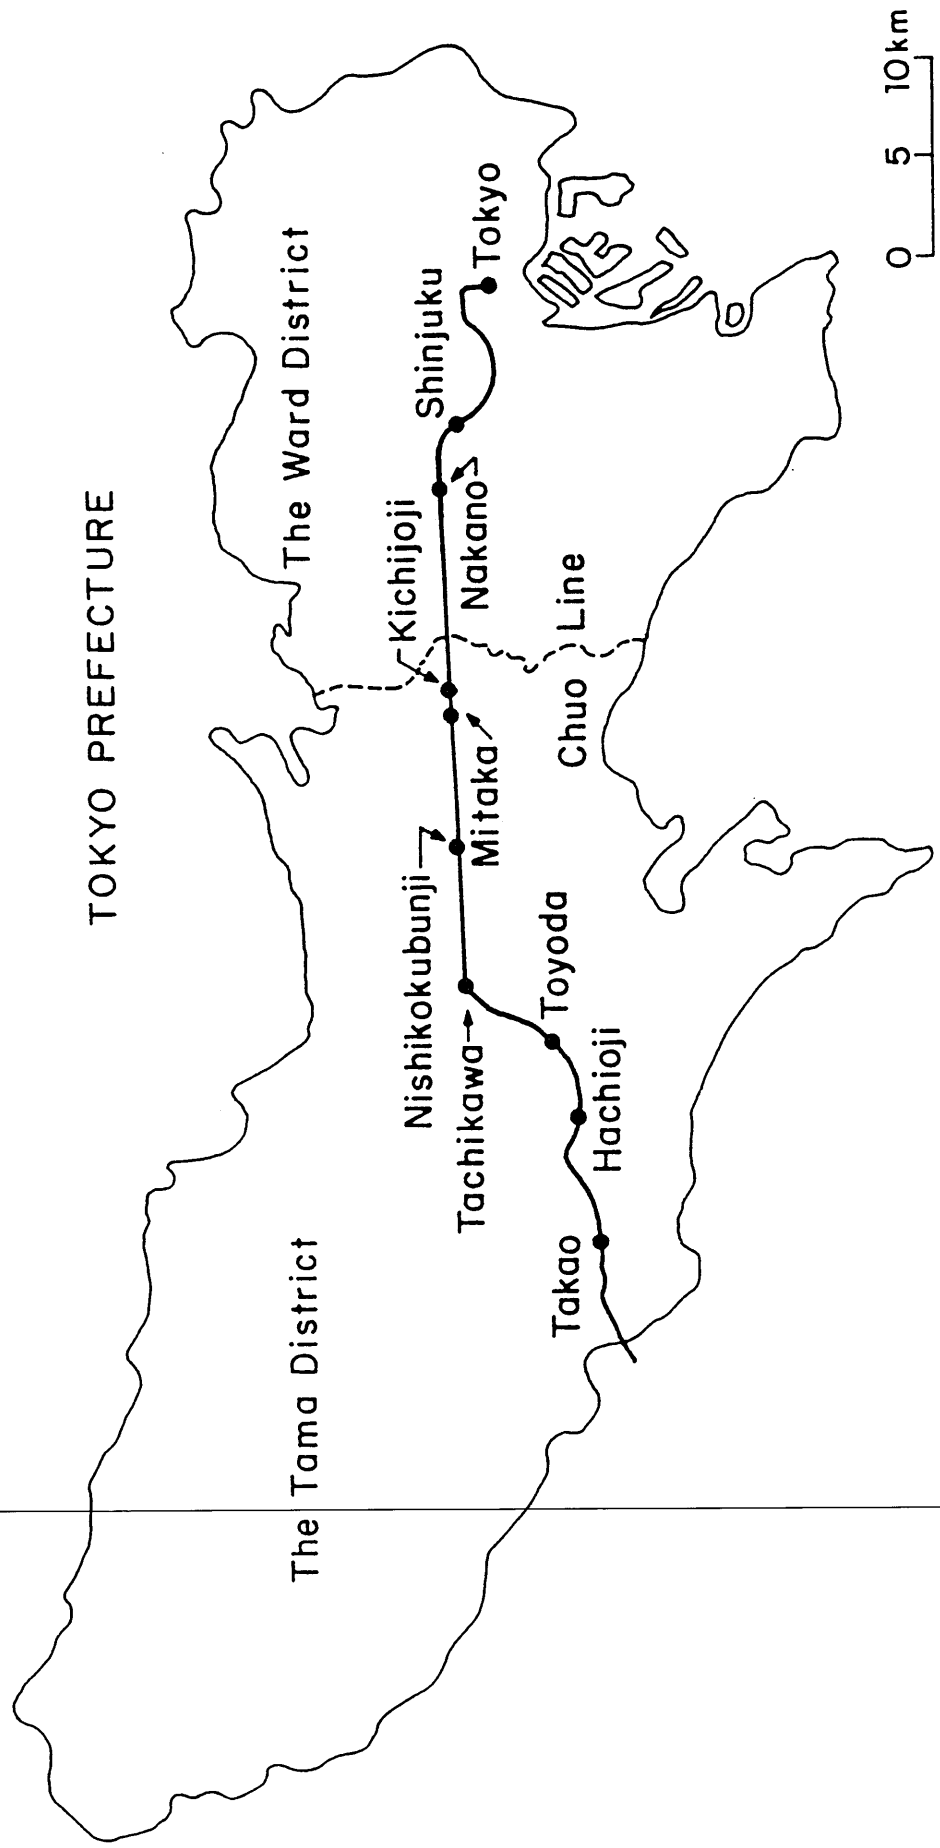 TOKYO PREFECTURE
The Ward District
The Tama District
Nishikokubunji
Kichijoji
Shinjuku
Tokyo
Tachikawa
Mitaka
Nakano
Takao
Hachioji
Toyoda
Chuo Line
0 5 10km